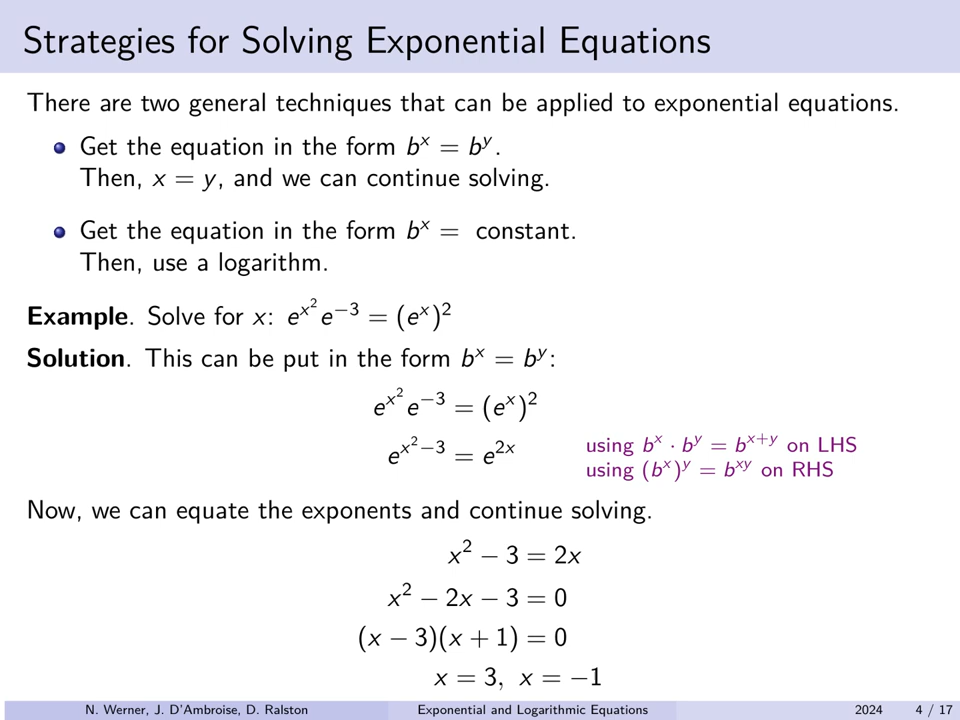 Strategies for Solving Exponential Equations
There are two general techniques that can be applied to exponential equations.
Get the equation in the form $b^x = b^y$.
Then, $x = y$, and we can continue solving.
Get the equation in the form $b^x =$ constant.
Then, use a logarithm.
Example. Solve for $x$: $e^{x^2} e^{-3} = (e^x)^2$
Solution. This can be put in the form $b^x = b^y$:
$e^{x^2} e^{-3} = (e^x)^2$
$e^{x^2-3} = e^{2x}$
using $b^x \cdot b^y = b^{x+y}$ on LHS
using $(b^x)^y = b^{xy}$ on RHS
Now, we can equate the exponents and continue solving.
$x^2 - 3 = 2x$
$x^2 - 2x - 3 = 0$
$(x - 3)(x + 1) = 0$
$x = 3, \ x = -1$
N. Werner, J. D'Ambroise, D. Ralston Exponential and Logarithmic Equations 2024 4 / 17